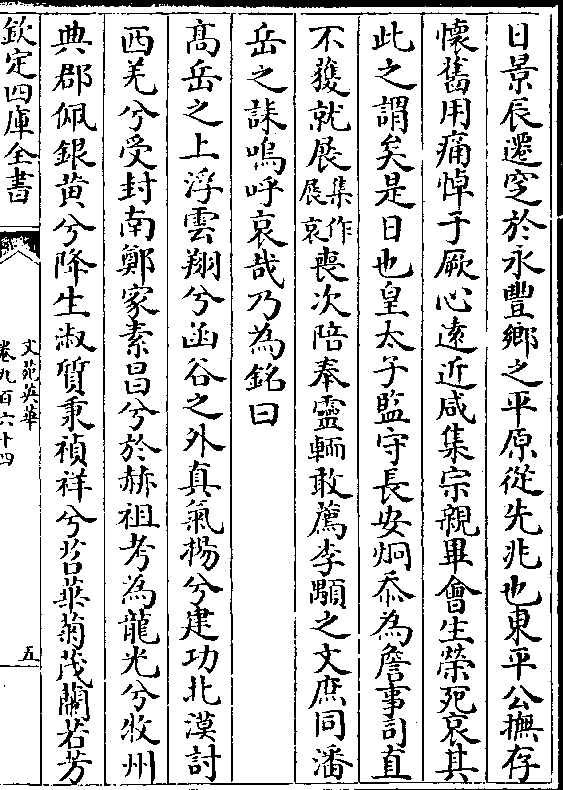 日景辰遷窆於永豐鄉之平原從先兆也東平公撫存
懷舊用痛悼于厥心遠近咸集宗親畢會生榮死哀其
此之謂矣是日也皇太子監守長安炯忝為詹事司直
不獲就展集作展哀喪次陪奉靈輀敢薦李顒之文庶同潘
岳之誄嗚呼哀哉乃為銘曰
髙岳之上浮雲翔兮函谷之外真氣楊兮建功北漠討
西羌兮受封南鄭家素昌兮於赫祖考為龍光兮牧州
典郡佩銀黄兮降生淑質秉禎祥兮苕華菊茂蘭若芳
欽定四庫全書
文苑英華
卷九百六十四
五